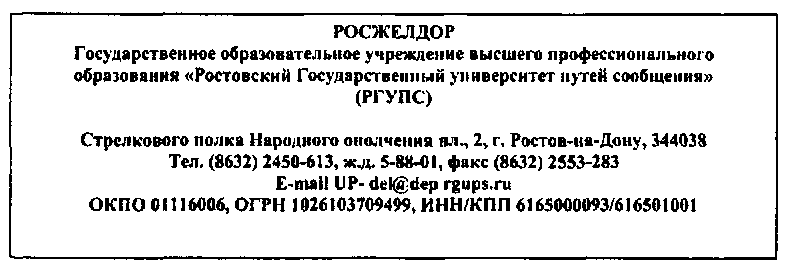 РОСЖЕЛДОР
Государственное образовательное учреждение высшего профессионального
образования «Ростовский Государственный университет путей сообщения»
(РГУПС)
Стрелкового полка Народного ополчения пл., 2, г. Ростов-на-Дону, 344038
Тел. (8632) 2450-613, ж.д. 5-88-01, факс (8632) 2553-283
E-mail UP- del@dep rgups.ru
ОКПО 01116006, ОГРН 1026103709499, ИНН/КПП 6165000093/616501001